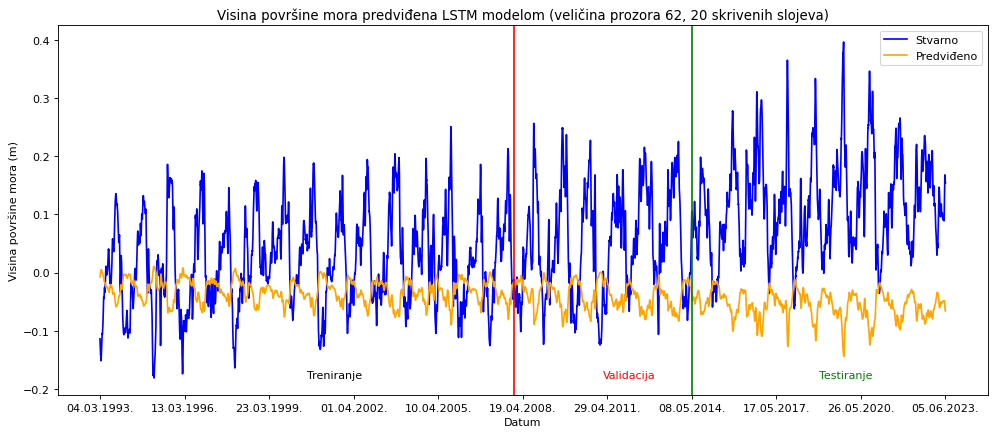 Visina površine mora predviđena LSTM modelom (veličina prozora 62, 20 skrivenih slojeva)
Stvarno
Predviđeno
Visina površine mora (m)
0.4
0.3
0.2
0.1
0.0
−0.1
−0.2
Treniranje
Validacija
Testiranje
04.03.1993.
13.03.1996.
23.03.1999.
01.04.2002.
10.04.2005.
19.04.2008.
29.04.2011.
08.05.2014.
17.05.2017.
26.05.2020.
05.06.2023.
Datum